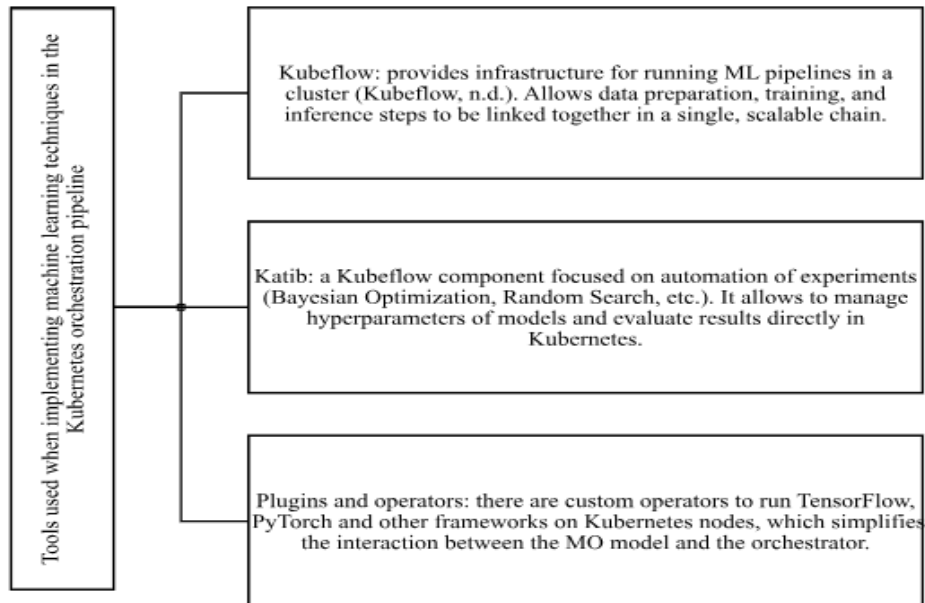 Tools used when implementing machine learning techniques in the
Kubernetes orchestration pipeline
Kubeflow: provides infrastructure for running ML pipelines in a
cluster (Kubeflow, n.d.). Allows data preparation, training, and
inference steps to be linked together in a single, scalable chain.
Katib: a Kubeflow component focused on automation of experiments
(Bayesian Optimization, Random Search, etc.). It allows to manage
hyperparameters of models and evaluate results directly in
Kubernetes.
Plugins and operators: there are custom operators to run TensorFlow,
PyTorch and other frameworks on Kubernetes nodes, which simplifies
the interaction between the MO model and the orchestrator.